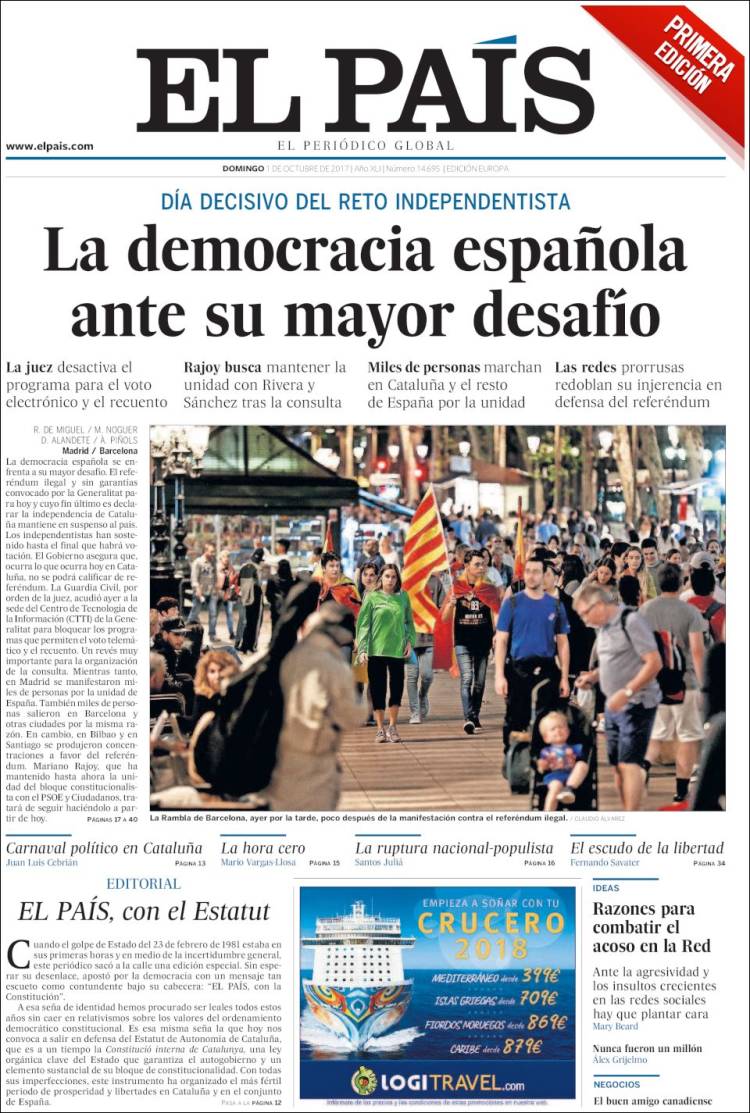 PRIMERA
EDICIÓN
EL PAÍS
www.elpais.com
EL PERIÓDICO GLOBAL
DOMINGO 1 DE OCTUBRE DE 2017 | Año XLI | Número 14.695 | EDICIÓN EUROPA
DÍA DECISIVO DEL RETO INDEPENDENTISTA
La democracia española
ante su mayor desafío
La juez desactiva el
programa para el voto
electrónico y el recuento
Rajoy busca mantener la
unidad con Rivera y
Sánchez tras la consulta
Miles de personas marchan
en Cataluña y el resto
de España por la unidad
Las redes prorrusas
redoblan su injerencia en
defensa del referéndum
R. DE MIGUEL / M. NOGUER
D. ALANDETE / À. PIÑOLS
Madrid / Barcelona
La democracia española se en-
frenta a su mayor desafío. El refe-
réndum ilegal y sin garantías
convocado por la Generalitat pa-
ra hoy y cuyo fin último es decla-
rar la independencia de Catalu-
ña mantiene en suspenso al país.
Los independentistas han soste-
nido hasta el final que habrá vo-
tación. El Gobierno asegura que,
ocurra lo que ocurra hoy en Cata-
luña, no se podrá calificar de re-
feréndum. La Guardia Civil, por
orden de la juez, acudió ayer a la
sede del Centro de Tecnología de
la Información (CTTI) de la Gene-
ralitat para bloquear los progra-
mas que permiten el voto telemá-
tico y el recuento. Un revés muy
importante para la organización
de la consulta. Mientras tanto,
en Madrid se manifestaron mi-
les de personas por la unidad de
España. También miles de perso-
nas salieron en Barcelona y
otras ciudades por la misma ra-
zón. En cambio, en Bilbao y en
Santiago se produjeron concen-
traciones a favor del referén-
dum. Mariano Rajoy, que ha
mantenido hasta ahora la uni-
dad del bloque constitucionalis-
ta con el PSOE y Ciudadanos, tra-
tará de seguir haciéndolo a par-
tir de hoy. PÁGINAS 17 A 40
La Rambla de Barcelona, ayer por la tarde, poco después de la manifestación contra el referéndum ilegal. / CLAUDIO ÁLVAREZ
Carnaval político en Cataluña
Juan Luis Cebrián PÁGINA 13
La hora cero
Mario Vargas-Llosa PÁGINA 15
La ruptura nacional-populista
Santos Juliá PÁGINA 16
El escudo de la libertad
Fernando Savater PÁGINA 34
EDITORIAL
EL PAÍS, con el Estatut
Cuando el golpe de Estado del 23 de febrero de 1981 estaba en
sus primeras horas y en medio de la incertidumbre general,
este periódico sacó a la calle una edición especial. Sin espe-
rar su desenlace, apostó por la democracia con un mensaje tan
escueto como contundente bajo su cabecera: “EL PAÍS, con la
Constitución”.
A esa seña de identidad hemos procurado ser leales todos estos
años sin caer en relativismos sobre los valores del ordenamiento
democrático constitucional. Es esa misma seña la que hoy nos
convoca a salir en defensa del Estatut de Autonomía de Cataluña,
que es a un tiempo la Constitució interna de Catalunya, una ley
orgánica clave del Estado que garantiza el autogobierno y un
elemento sustancial de su bloque de constitucionalidad. Con todas
sus imperfecciones, este instrumento ha organizado el más fértil
periodo de prosperidad y libertades en Cataluña y en el conjunto
de España. PASA A LA PÁGINA 12
EMPIEZA A SOÑAR CON TU
CRUCERO
2018
MEDITERRÁNEO desde 399€
ISLAS GRIEGAS desde 709€
FIORDOS NORUEGOS desde 869€
CARIBE desde 879€
LOGITRAVEL.com
Infórmate de los precios y las condiciones de estas promociones en nuestra web.
IDEAS
Razones para
combatir el
acoso en la Red
Ante la agresividad y
los insultos crecientes
en las redes sociales
hay que plantar cara
Mary Beard
Nunca fueron un millón
Álex Grijelmo
NEGOCIOS
El buen amigo canadiense